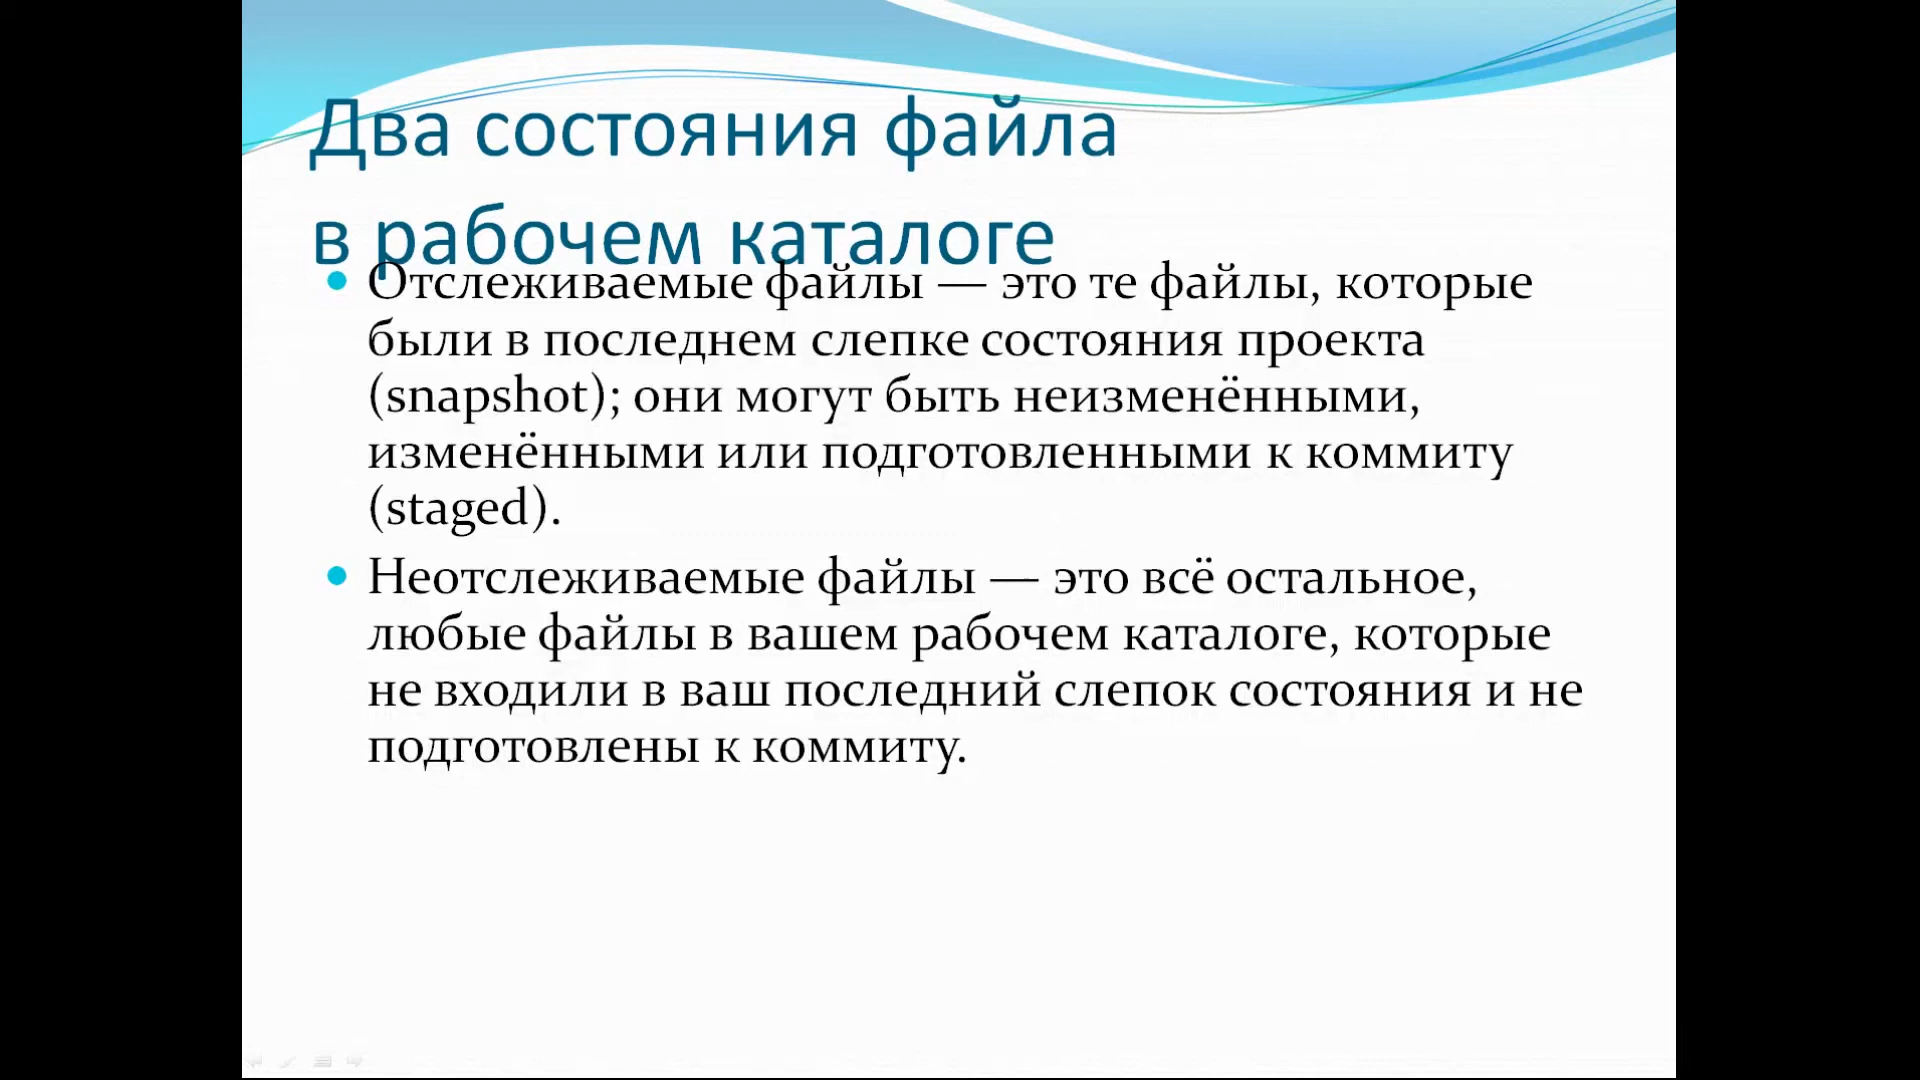 Два состояния файла
в рабочем каталоге
• Отслеживаемые файлы — это те файлы, которые
были в последнем слепке состояния проекта
(snapshot); они могут быть неизменёнными,
изменёнными или подготовленными к коммиту
(staged).
• Неотслеживаемые файлы — это всё остальное,
любые файлы в вашем рабочем каталоге, которые
не входили в ваш последний слепок состояния и не
подготовлены к коммиту.